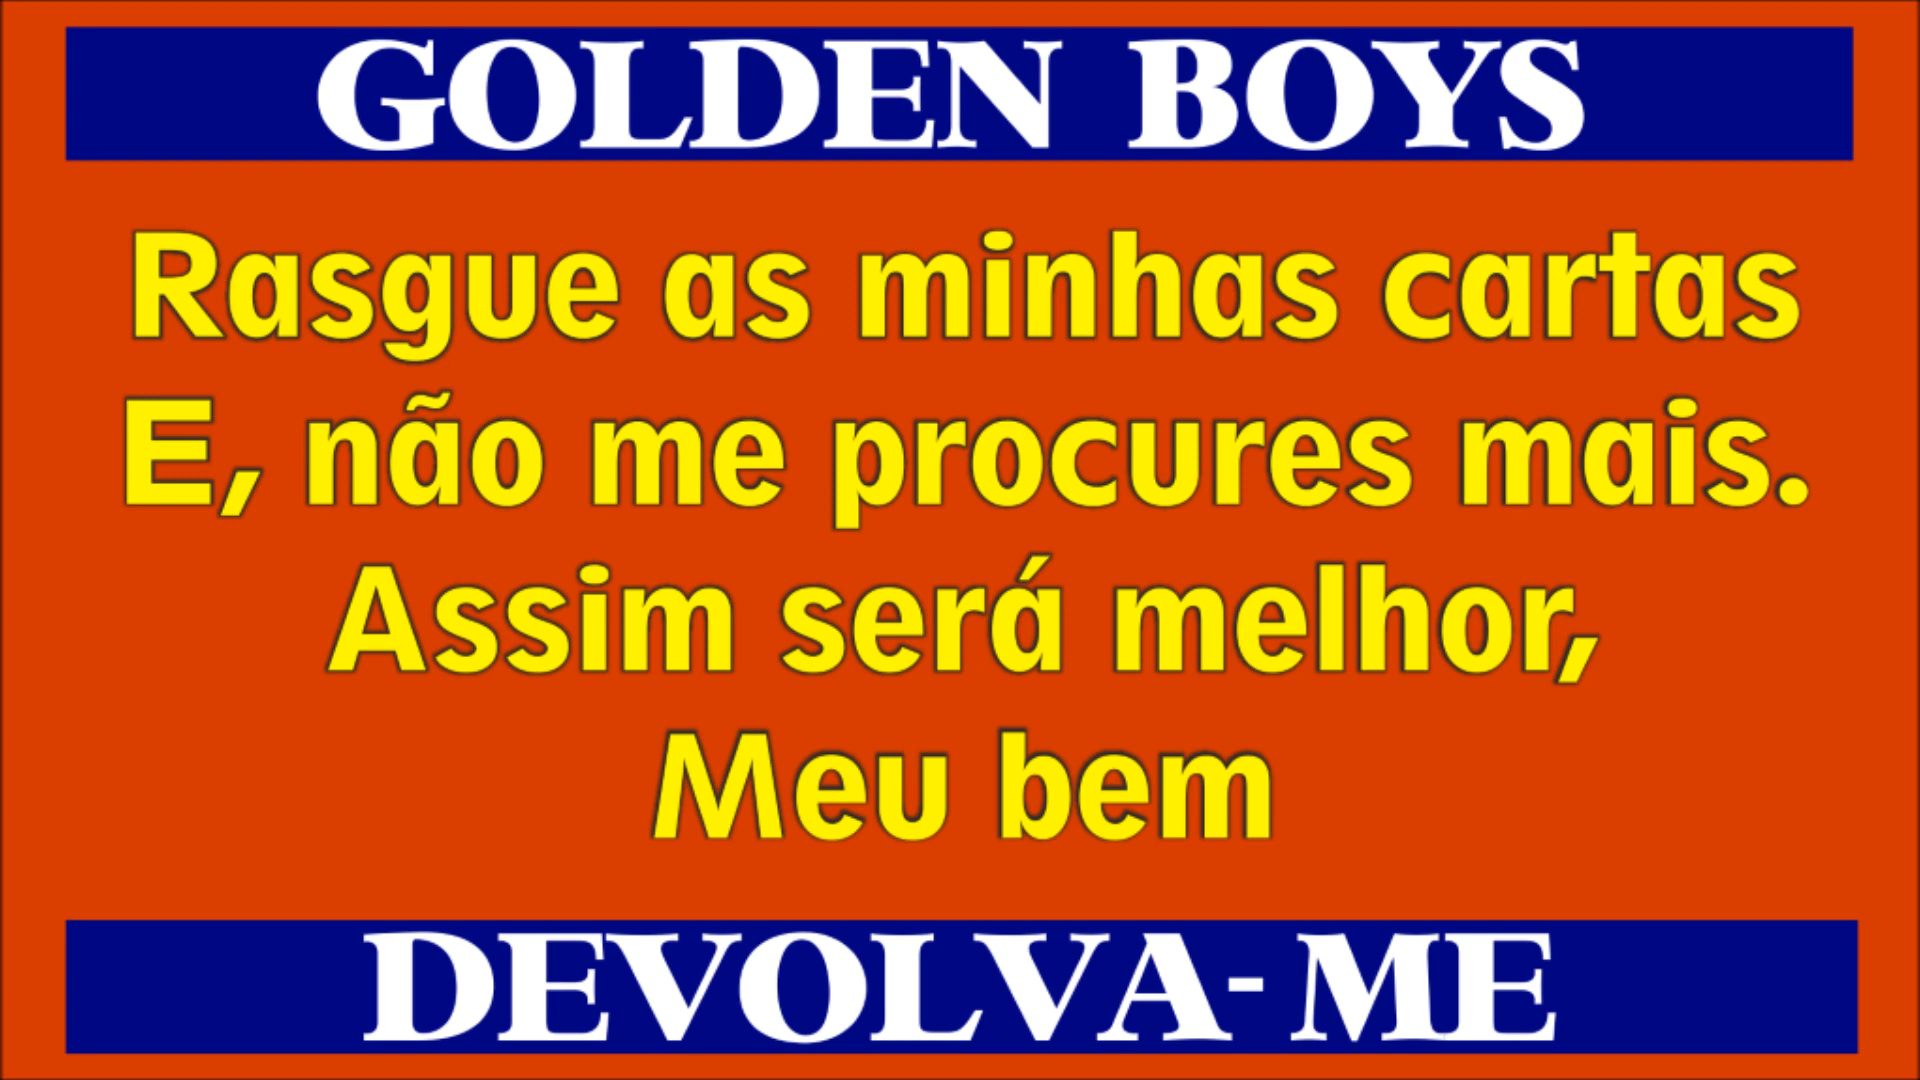 GOLDEN BOYS
Rasgue as minhas cartas
E, não me procures mais.
Assim será melhor,
Meu bem
DEVOLVA-ME